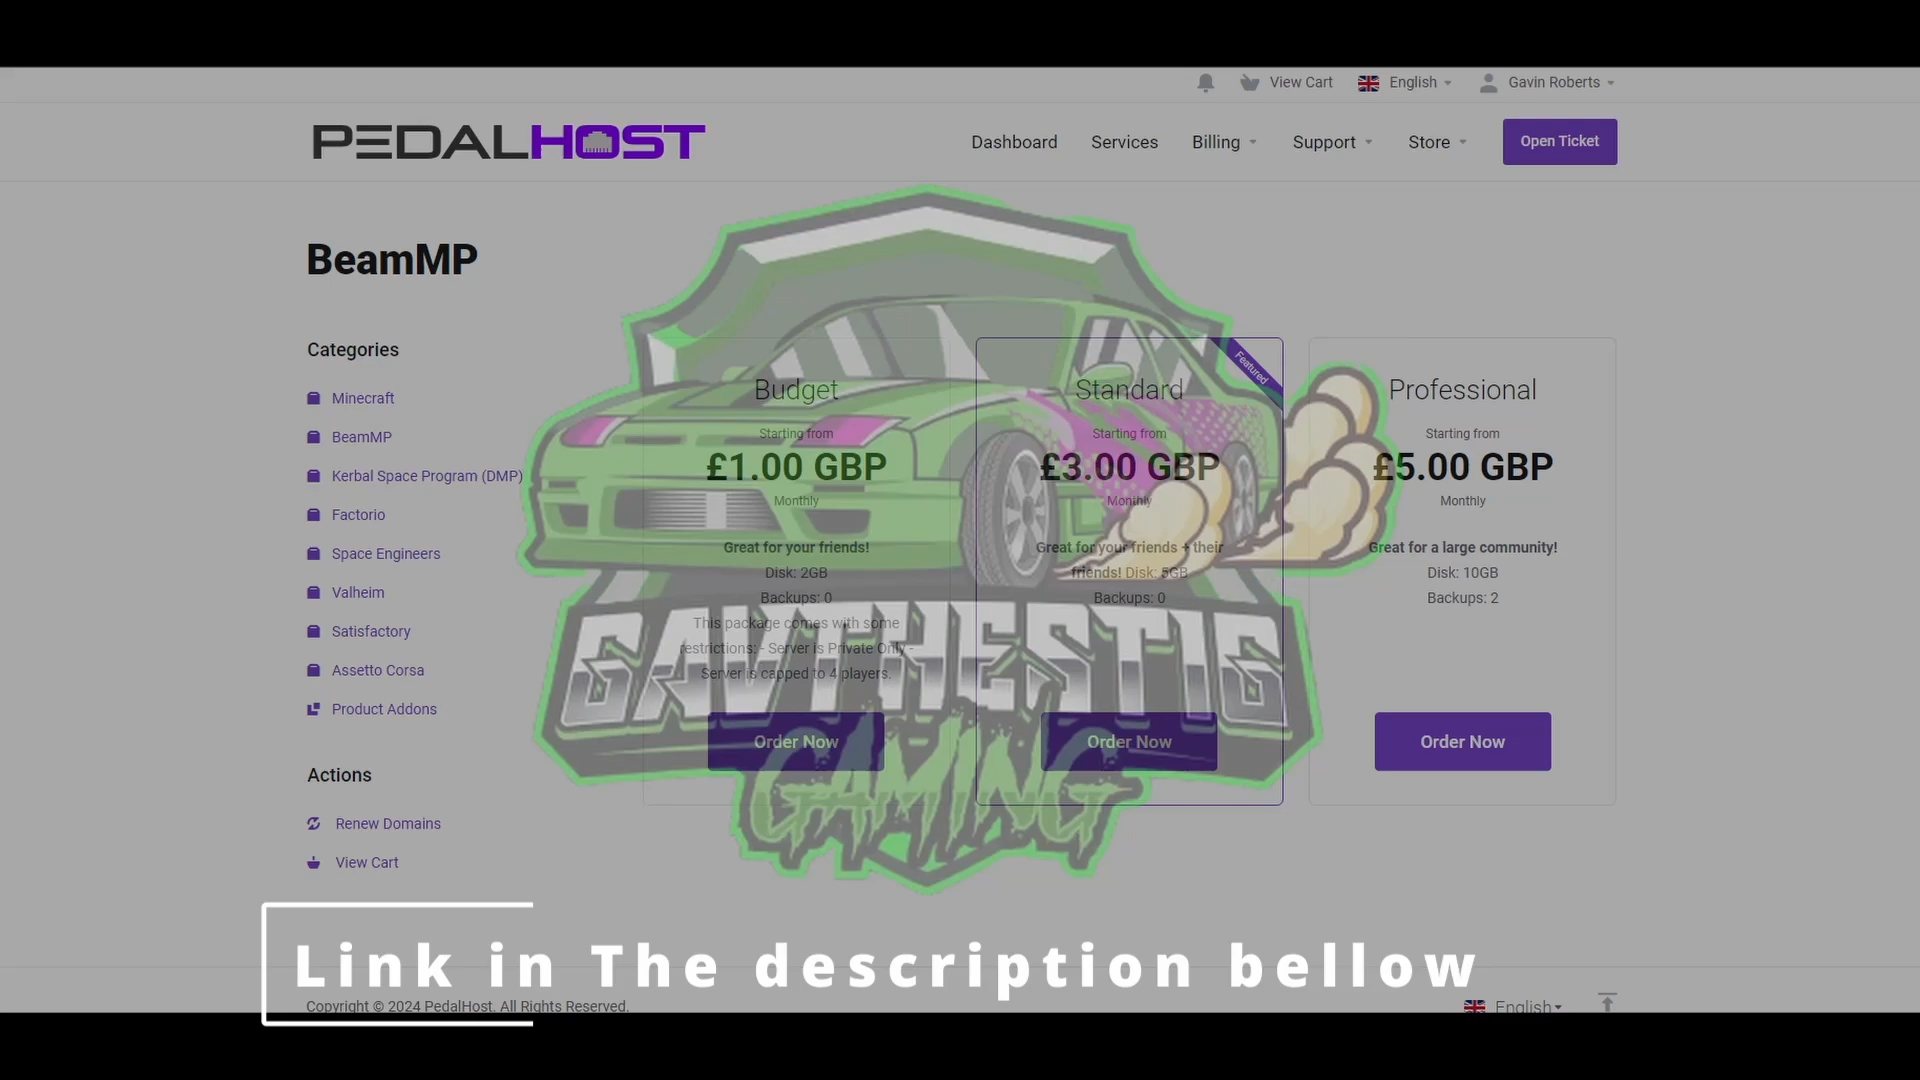 View Cart
English
Gavin Roberts
PEDALHOST
Dashboard
Services
Billing
Support
Store
Open Ticket
BeamMP
Categories
Minecraft
BeamMP
Kerbal Space Program (DMP)
Factorio
Space Engineers
Valheim
Satisfactory
Assetto Corsa
Product Addons
Actions
Renew Domains
View Cart
Budget
Starting from
£1.00 GBP
Monthly
Great for your friends!
Disk: 2GB
Backups: 0
This package comes with some
restrictions: - Server is Private Only -
Server is capped to 4 players.
Order Now
Featured
Standard
Starting from
£3.00 GBP
Monthly
Great for your friends + their
friends! Disk: 5GB
Backups: 0
Order Now
Professional
Starting from
£5.00 GBP
Monthly
Great for a large community!
Disk: 10GB
Backups: 2
Order Now
GAVTHESTIG
GAMING
Link in The description bellow
Copyright © 2024 PedalHost. All Rights Reserved.
English